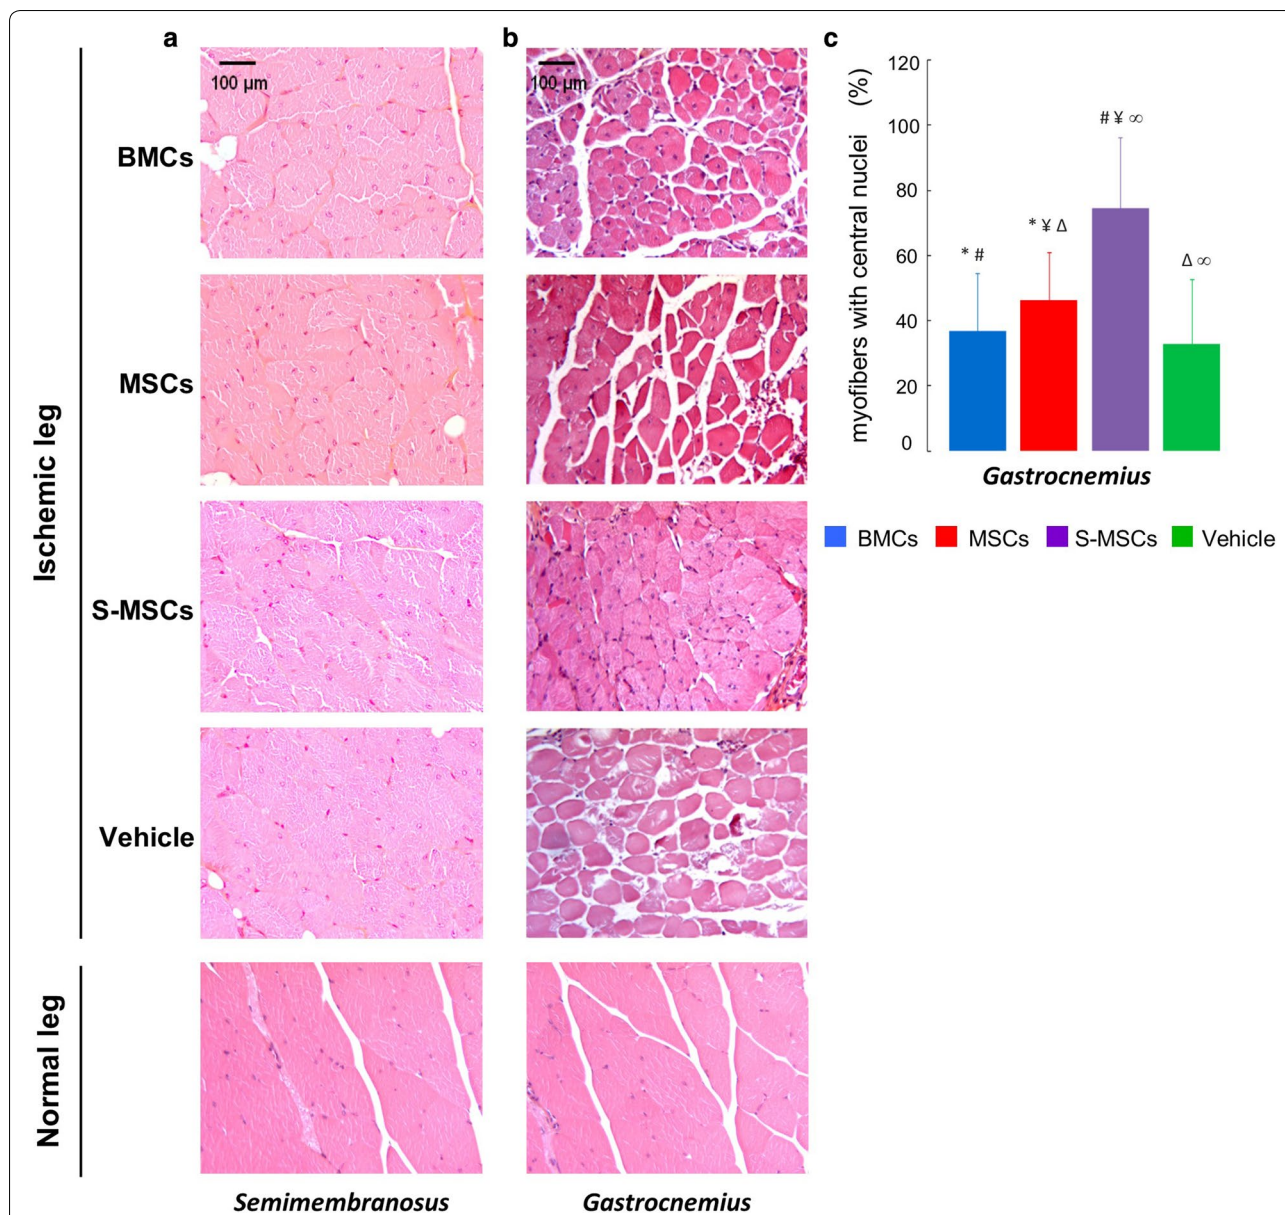 a
b
c
Ischemic leg
BMCs
100 µm
100 µm
MSCs
S-MSCs
Vehicle
Normal leg
Semimembranosus
Gastrocnemius
myofibers with central nuclei (%)
120
100
80
60
40
20
0
* #
* ¥ Δ
# ¥ ∞
Δ ∞
Gastrocnemius
BMCs MSCs S-MSCs Vehicle